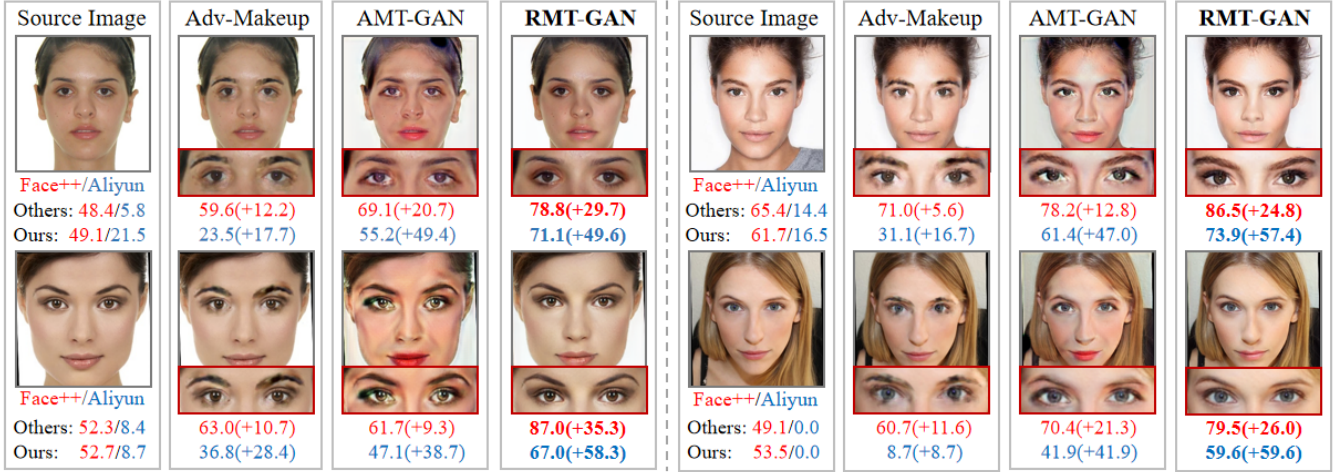 Source Image Adv-Makeup AMT-GAN RMT-GAN Source Image Adv-Makeup AMT-GAN RMT-GAN
Face++/Aliyun Face++/Aliyun
Others: 48.4/5.8 59.6(+12.2) 69.1(+20.7) 78.8(+29.7) Others: 65.4/14.4 71.0(+5.6) 78.2(+12.8) 86.5(+24.8)
Ours: 49.1/21.5 23.5(+17.7) 55.2(+49.4) 71.1(+49.6) Ours: 61.7/16.5 31.1(+16.7) 61.4(+47.0) 73.9(+57.4)
Face++/Aliyun Face++/Aliyun
Others: 52.3/8.4 63.0(+10.7) 61.7(+9.3) 87.0(+35.3) Others: 49.1/0.0 60.7(+11.6) 70.4(+21.3) 79.5(+26.0)
Ours: 52.7/8.7 36.8(+28.4) 47.1(+38.7) 67.0(+58.3) Ours: 53.5/0.0 8.7(+8.7) 41.9(+41.9) 59.6(+59.6)